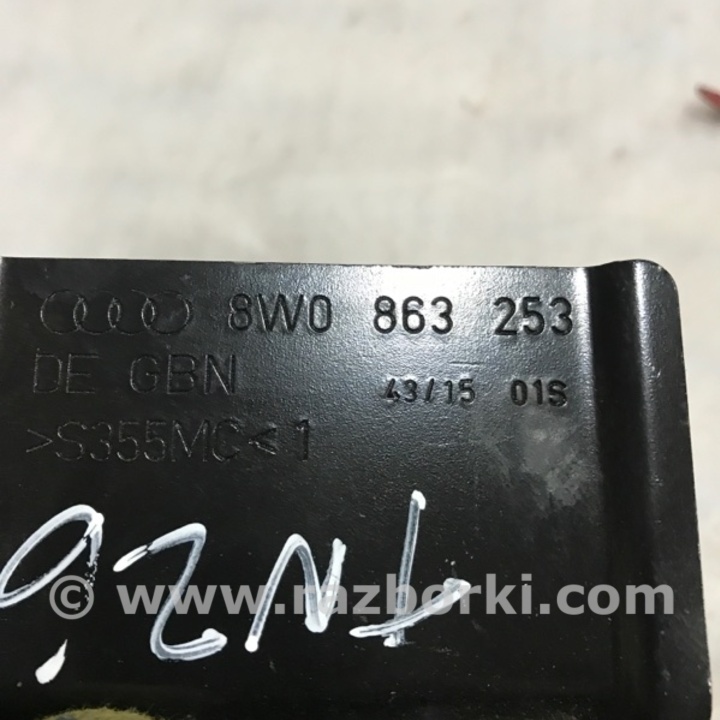 8W0 863 253
DE GBN 43/15 01S
>S355MC<1
© www.razborki.com